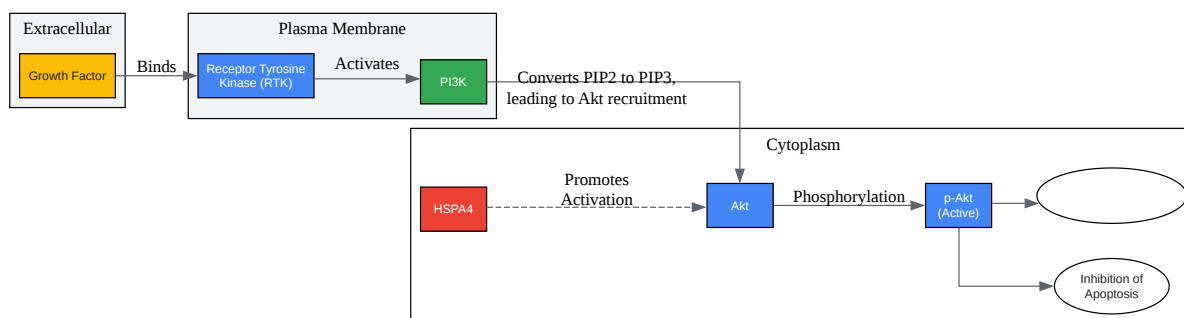 Extracellular
Growth Factor
Binds
Plasma Membrane
Receptor Tyrosine
Kinase (RTK)
Activates
PI3K
Converts PIP2 to PIP3,
leading to Akt recruitment
Cytoplasm
HSPA4
Promotes
Activation
Akt
Phosphorylation
p-Akt
(Active)
Inhibition of
Apoptosis